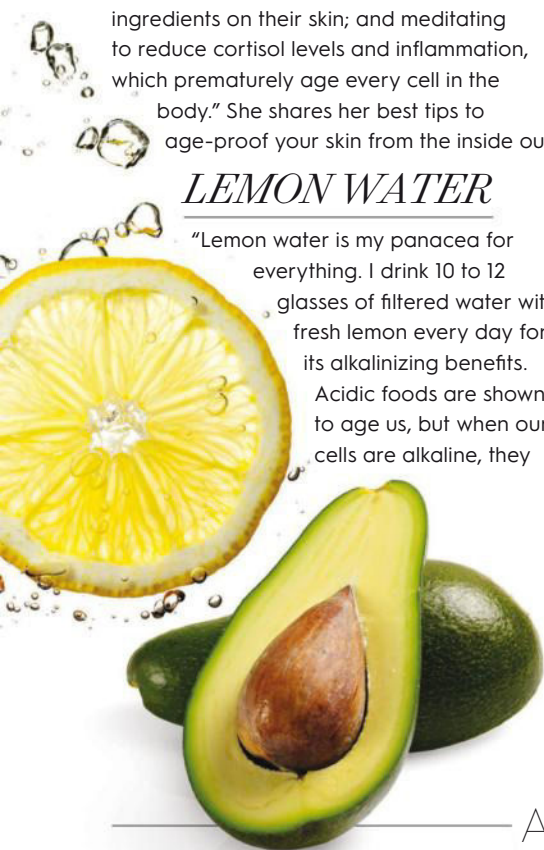 ingredients on their skin; and meditating
to reduce cortisol levels and inflammation,
which prematurely age every cell in the
body.” She shares her best tips to
age-proof your skin from the inside ou
LEMON WATER
“Lemon water is my panacea for
everything. I drink 10 to 12
glasses of filtered water wit
fresh lemon every day for
its alkalinizing benefits.
Acidic foods are shown
to age us, but when our
cells are alkaline, they
A